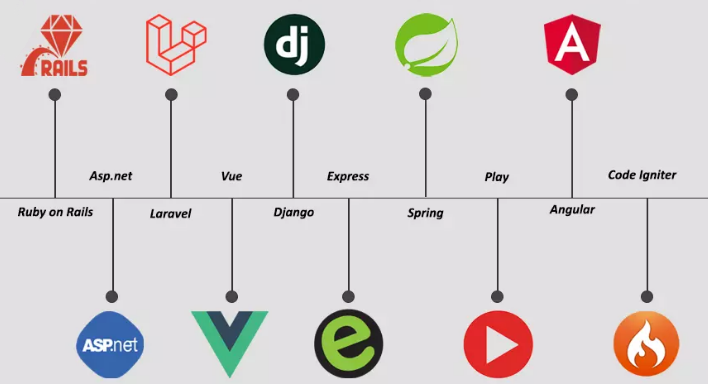 RAILS
dj
A
Asp.net
Vue
Express
Play
Code Igniter
Ruby on Rails
Laravel
Django
Spring
Angular
ASP.net
e